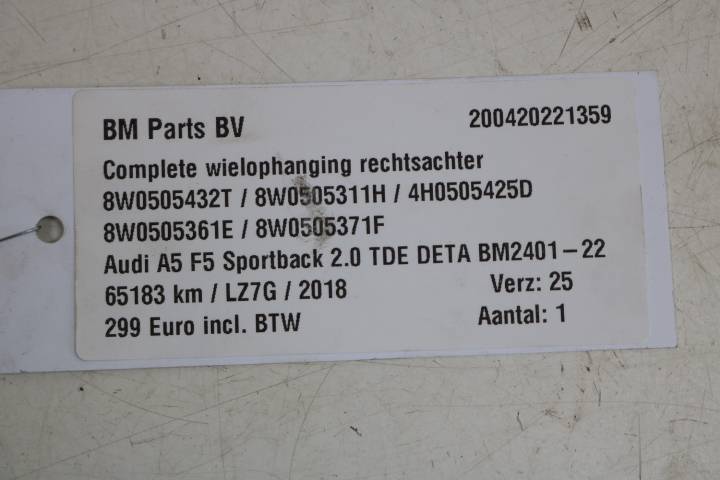 BM Parts BV 200420221359
Complete wielophanging rechtsachter
8W0505432T / 8W0505311H / 4H0505425D
8W0505361E / 8W0505371F
Audi A5 F5 Sportback 2.0 TDE DETA BM2401-22
65183 km / LZ7G / 2018 Verz: 25
299 Euro incl. BTW Aantal: 1